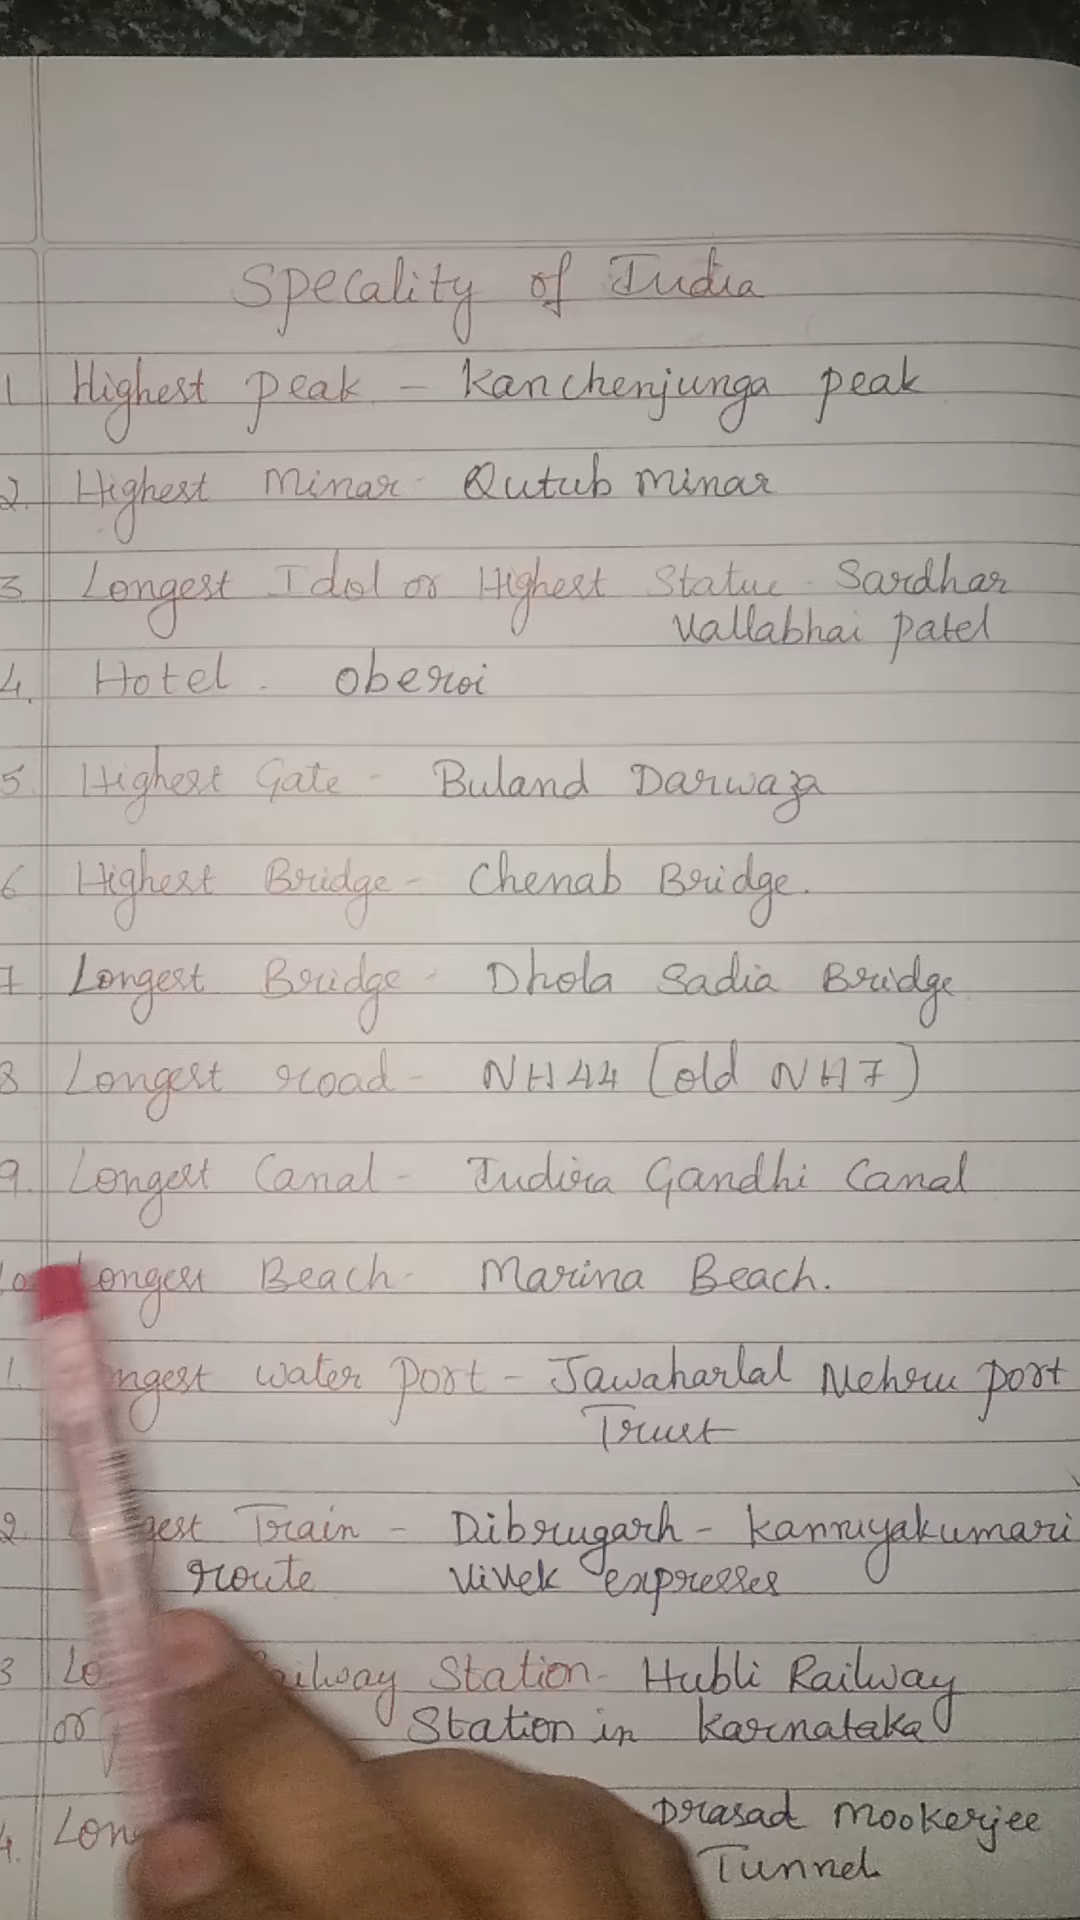 Specality of India
1 Highest peak - Kanchenjunga peak
2. Highest Minar - Qutub minar
3 Longest Idol or Highest Statue - Sardhar
Vallabhai patel
4. Hotel - oberoi
5. Highest Gate - Buland Darwaza
6 Highest Bridge - Chenab Bridge.
7 Longest Bridge - Dhola Sadia Bridge
8 Longest road - NH44 (old NH7)
9. Longest Canal - Indira Gandhi Canal
Longest Beach - Marina Beach.
water port - Jawaharlal Nehru port
Trust
Train - Dibrugarh - Kanniyakumari
route Vivek expresses
3 Station - Hubli Railway
or Station in Karnataka
4. prasad Mookerjee
Tunnel